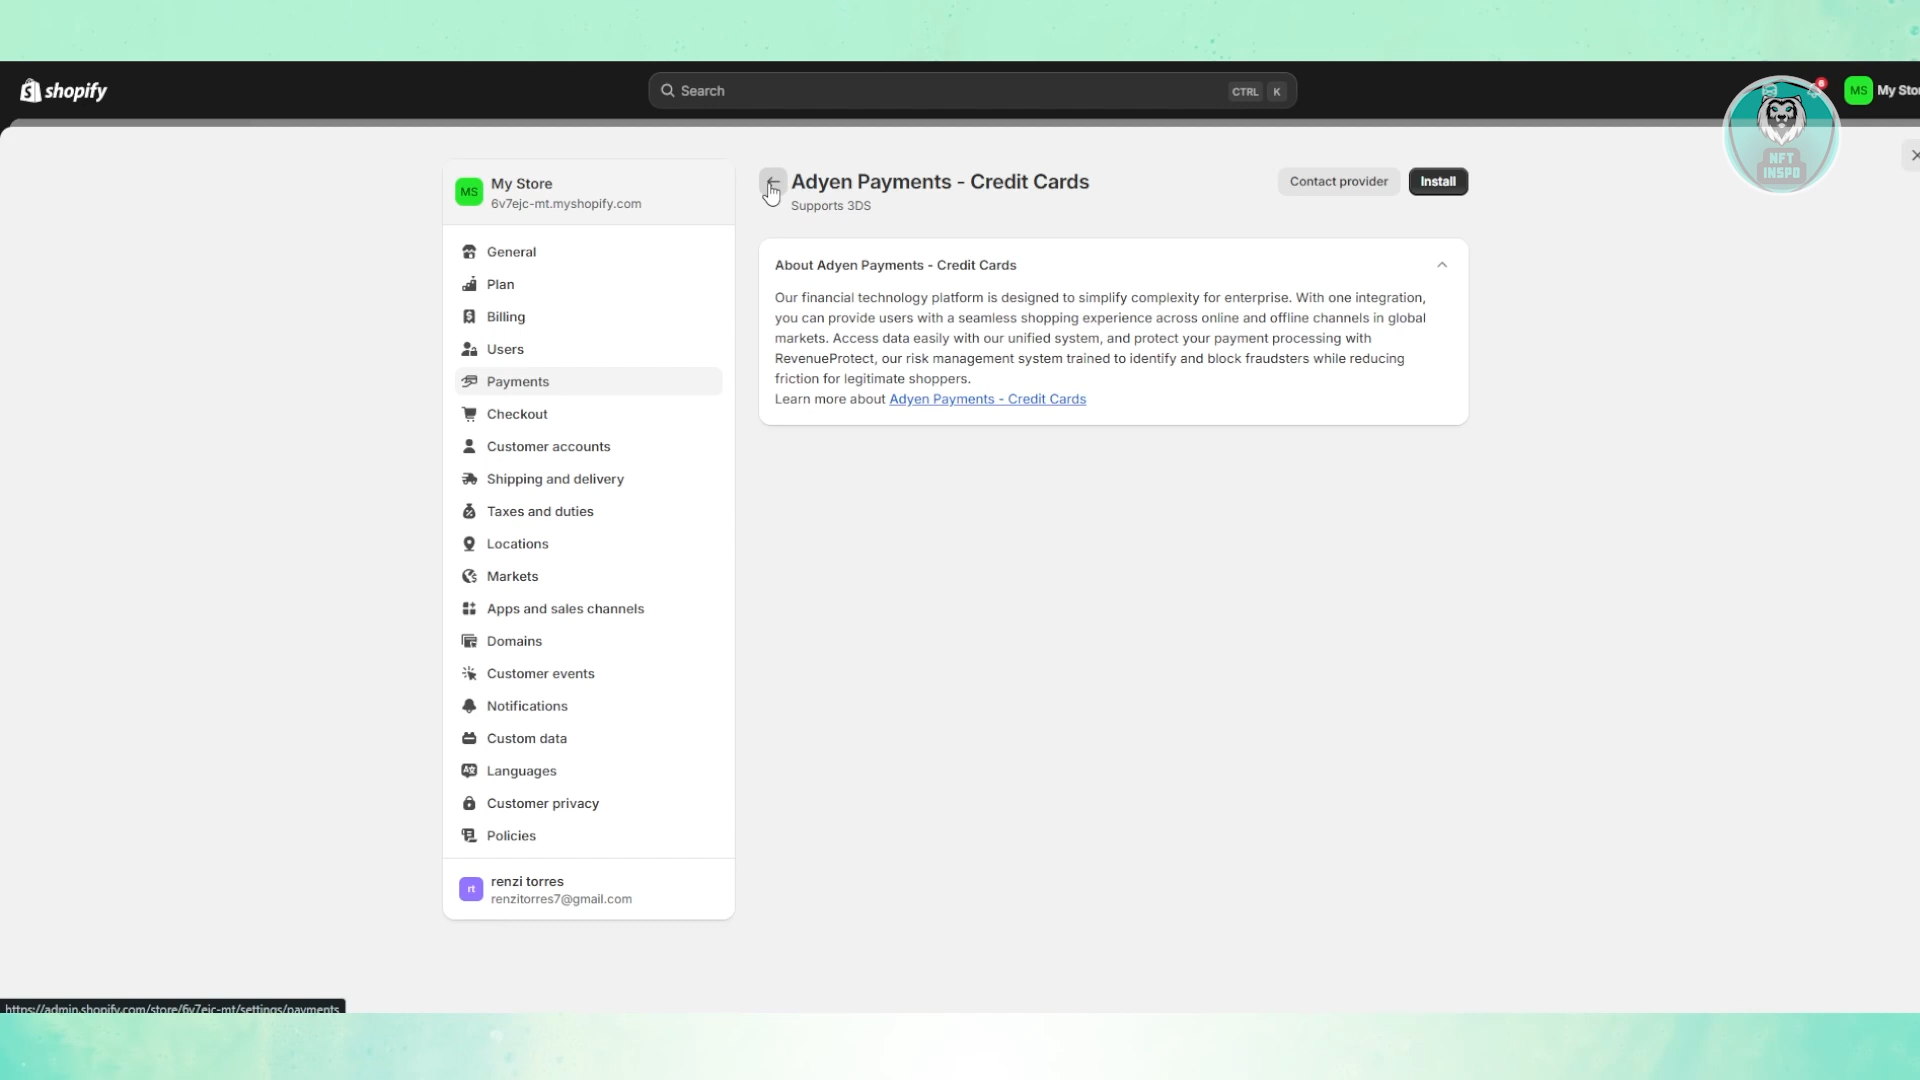 shopify
Search
CTRL K
8
MS
My Sto
NFT
INSPO
MS
My Store
6v7ejc-mt.myshopify.com
General
Plan
Billing
Users
Payments
Checkout
Customer accounts
Shipping and delivery
Taxes and duties
Locations
Markets
Apps and sales channels
Domains
Customer events
Notifications
Custom data
Languages
Customer privacy
Policies
rt
renzi torres
renzitorres7@gmail.com
Adyen Payments - Credit Cards
Supports 3DS
Contact provider
Install
About Adyen Payments - Credit Cards
Our financial technology platform is designed to simplify complexity for enterprise. With one integration,
you can provide users with a seamless shopping experience across online and offline channels in global
markets. Access data easily with our unified system, and protect your payment processing with
RevenueProtect, our risk management system trained to identify and block fraudsters while reducing
friction for legitimate shoppers.
Learn more about Adyen Payments - Credit Cards
https://admin.shopify.com/store/6v7ejc-mt/settings/payments